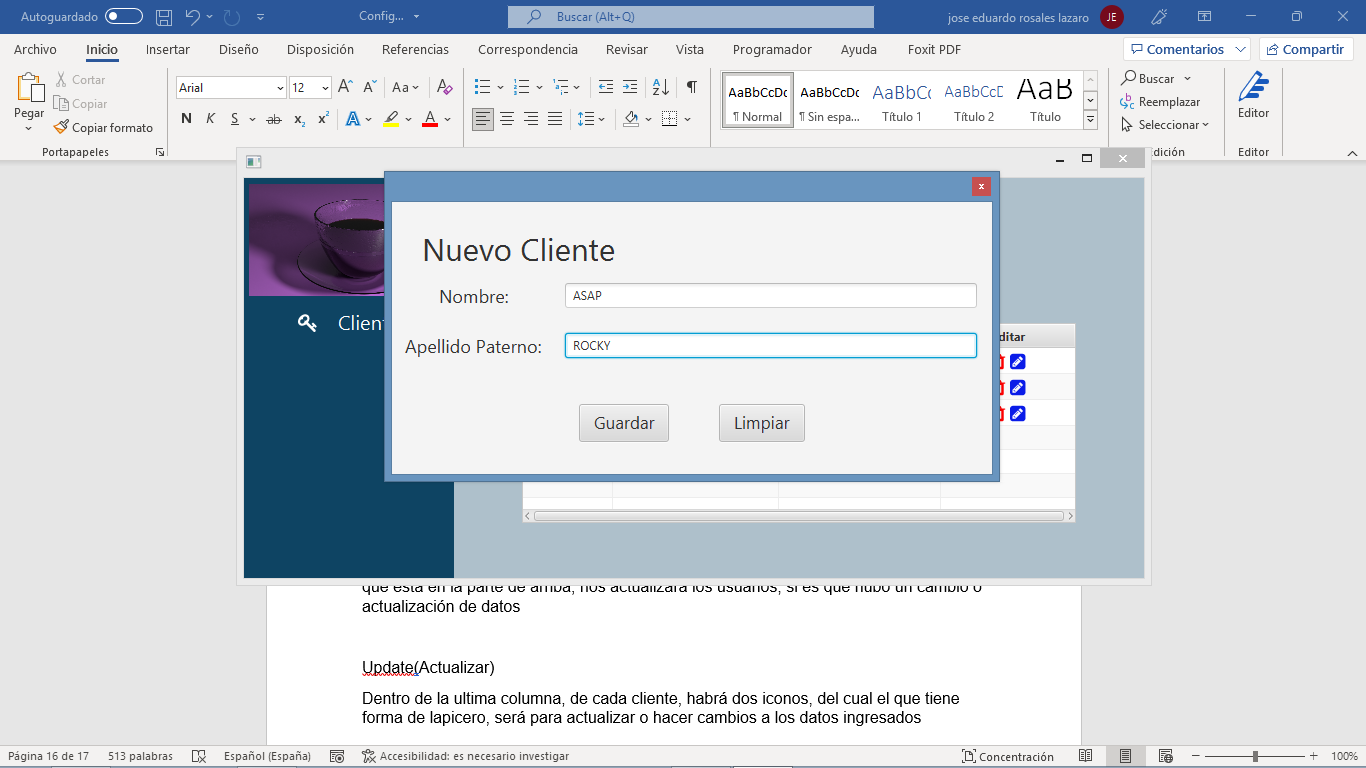 Autoguardado Config... Buscar (Alt+Q) jose eduardo rosales lazaro JE
Archivo Inicio Insertar Diseño Disposición Referencias Correspondencia Revisar Vista Programador Ayuda Foxit PDF Comentarios Compartir
Pegar
Cortar
Copiar
Copiar formato
Portapapeles
Arial 12 Aa
N K S ab x₂ x² A A
AaBbCcDc AaBbCcDc AaBbCc AaBbCcD AaB
¶ Normal ¶ Sin espa... Título 1 Título 2 Título
Buscar
Reemplazar
Seleccionar
dición
Editor
Editor
x
Nuevo Cliente
Nombre: ASAP
Apellido Paterno: ROCKY
Guardar Limpiar
Client
ditar
que está en la parte de arriba, nos actualizará los usuarios, si es que hubo un cambio o
actualización de datos
Update(Actualizar)
Dentro de la ultima columna, de cada cliente, habrá dos iconos, del cual el que tiene
forma de lapicero, será para actualizar o hacer cambios a los datos ingresados
Página 16 de 17 513 palabras Español (España) Accesibilidad: es necesario investigar Concentración 100%